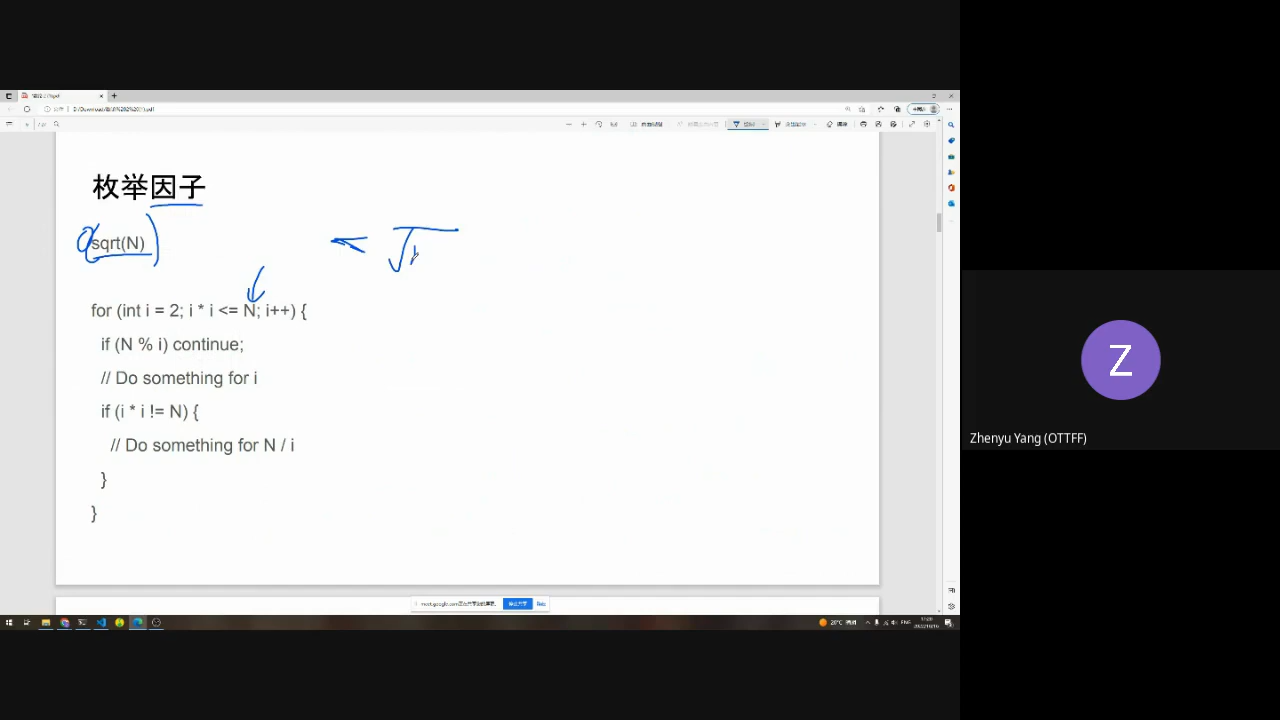 枚举因子
O(sqrt(N))
< √
for (int i = 2; i * i <= N; i++) {
if (N % i) continue;
// Do something for i
if (i * i != N) {
// Do something for N / i
}
}
Zhenyu Yang (OTTFF)
Z